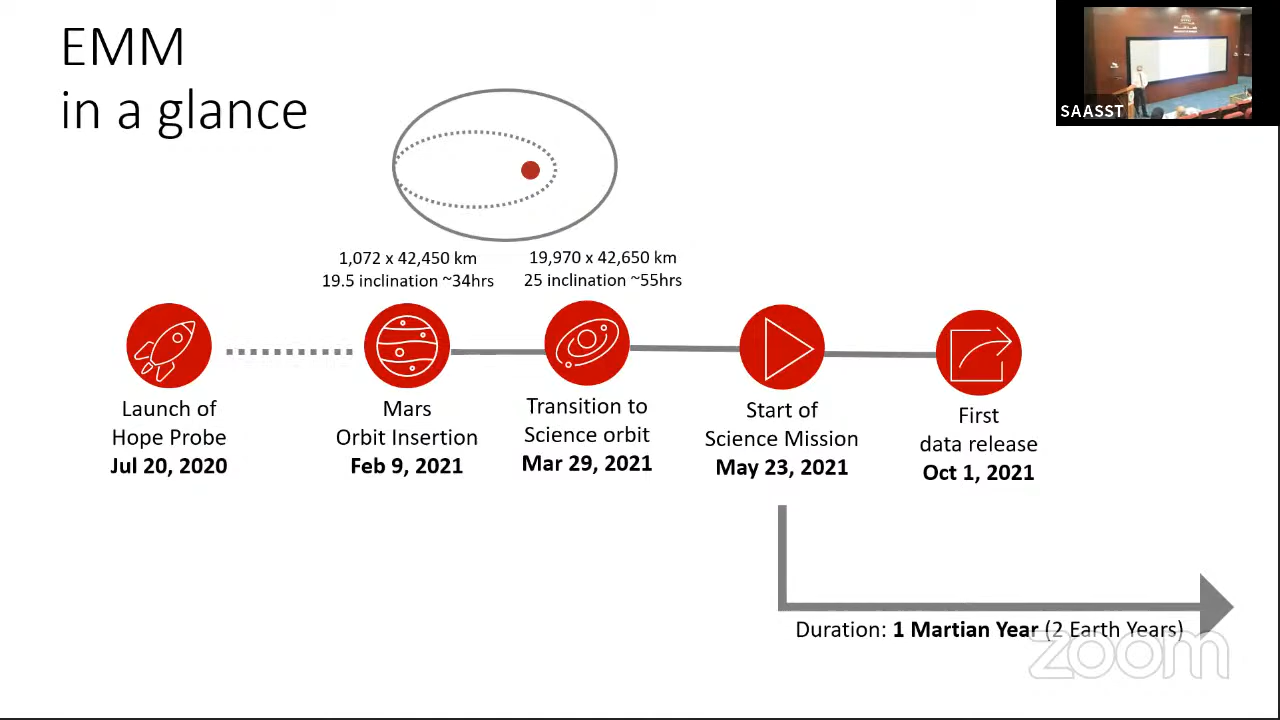 EMM
in a glance
SAASST
1,072 x 42,450 km
19.5 inclination ~34hrs
19,970 x 42,650 km
25 inclination ~55hrs
Launch of
Hope Probe
Jul 20, 2020
Mars
Orbit Insertion
Feb 9, 2021
Transition to
Science orbit
Mar 29, 2021
Start of
Science Mission
May 23, 2021
First
data release
Oct 1, 2021
Duration: 1 Martian Year (2 Earth Years)
zoom